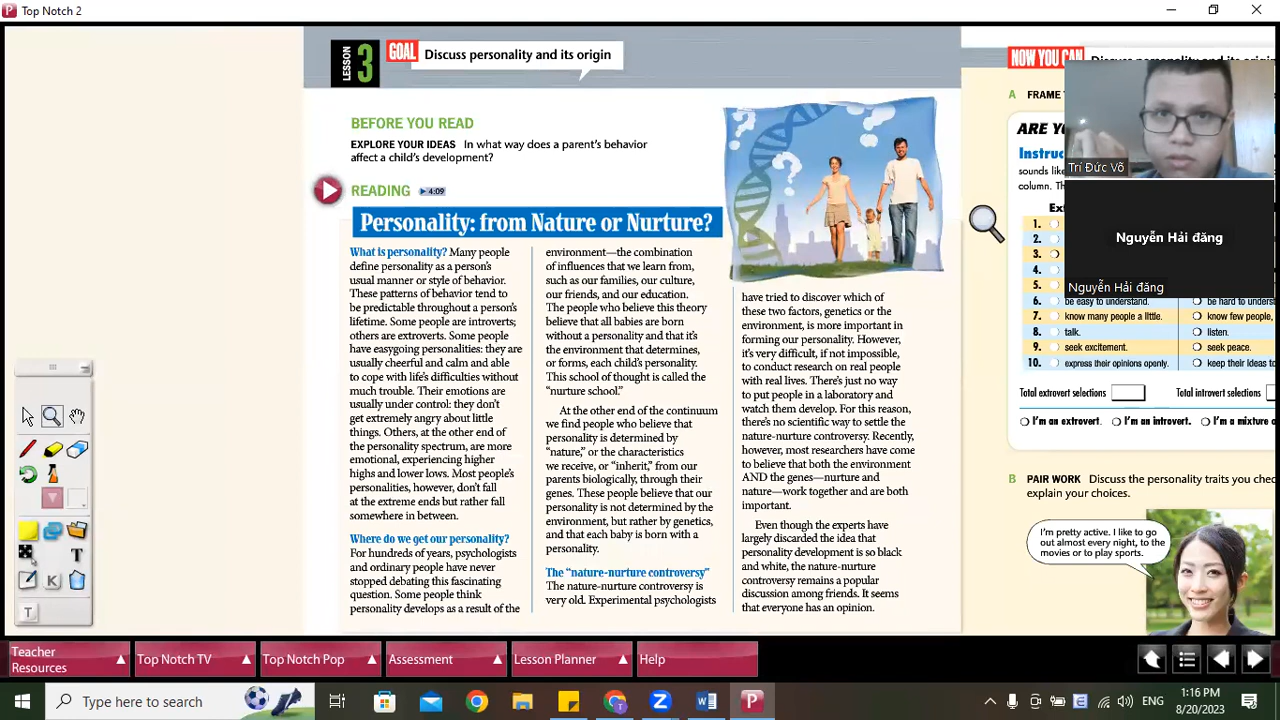 Top Notch 2
LESSON 3
GOAL
Discuss personality and its origin
BEFORE YOU READ
EXPLORE YOUR IDEAS In what way does a parent's behavior
affect a child's development?
READING 4:09
Personality: from Nature or Nurture?
What is personality? Many people
define personality as a person's
usual manner or style of behavior.
These patterns of behavior tend to
be predictable throughout a person's
lifetime. Some people are introverts;
others are extroverts. Some people
have easygoing personalities: they are
usually cheerful and calm and able
to cope with life's difficulties without
much trouble. Their emotions are
usually under control: they don't
get extremely angry about little
things. Others, at the other end of
the personality spectrum, are more
emotional, experiencing higher
highs and lower lows. Most people's
personalities, however, don't fall
at the extreme ends but rather fall
somewhere in between.
Where do we get our personality?
For hundreds of years, psychologists
and ordinary people have never
stopped debating this fascinating
question. Some people think
personality develops as a result of the
environment—the combination
of influences that we learn from,
such as our families, our culture,
our friends, and our education.
The people who believe this theory
believe that all babies are born
without a personality and that it's
the environment that determines,
or forms, each child's personality.
This school of thought is called the
"nurture school."
At the other end of the continuum
we find people who believe that
personality is determined by
"nature," or the characteristics
we receive, or "inherit," from our
parents biologically, through their
genes. These people believe that our
personality is not determined by the
environment, but rather by genetics,
and that each baby is born with a
personality.
The "nature-nurture controversy"
The nature-nurture controversy is
very old. Experimental psychologists
have tried to discover which of
these two factors, genetics or the
environment, is more important in
forming our personality. However,
it's very difficult, if not impossible,
to conduct research on real people
with real lives. There's just no way
to put people in a laboratory and
watch them develop. For this reason,
there's no scientific way to settle the
nature-nurture controversy. Recently,
however, most researchers have come
to believe that both the environment
AND the genes—nurture and
nature—work together and are both
important.
Even though the experts have
largely discarded the idea that
personality development is so black
and white, the nature-nurture
controversy remains a popular
discussion among friends. It seems
that everyone has an opinion.
NOW YOU CAN
A FRAME
ARE YO
Instruc
sounds like
column. Th
Ex
1.
2.
3.
4.
5.
6. be easy to understand. be hard to underst
7. know many people a little. know few people,
8. talk. listen.
9. seek excitement. seek peace.
10. express their opinions openly. keep their ideas to
Total extrovert selections Total introvert selections
I'm an extrovert. I'm an introvert. I'm a mixture o
B PAIR WORK Discuss the personality traits you chec
explain your choices.
I'm pretty active. I like to go
out almost every night, to the
movies or to play sports.
Trí Đức Võ
Nguyễn Hải đăng
Nguyễn Hải đăng
T
K
T
Teacher
Resources
Top Notch TV
Top Notch Pop
Assessment
Lesson Planner
Help
Type here to search
ENG
1:16 PM
8/20/2023